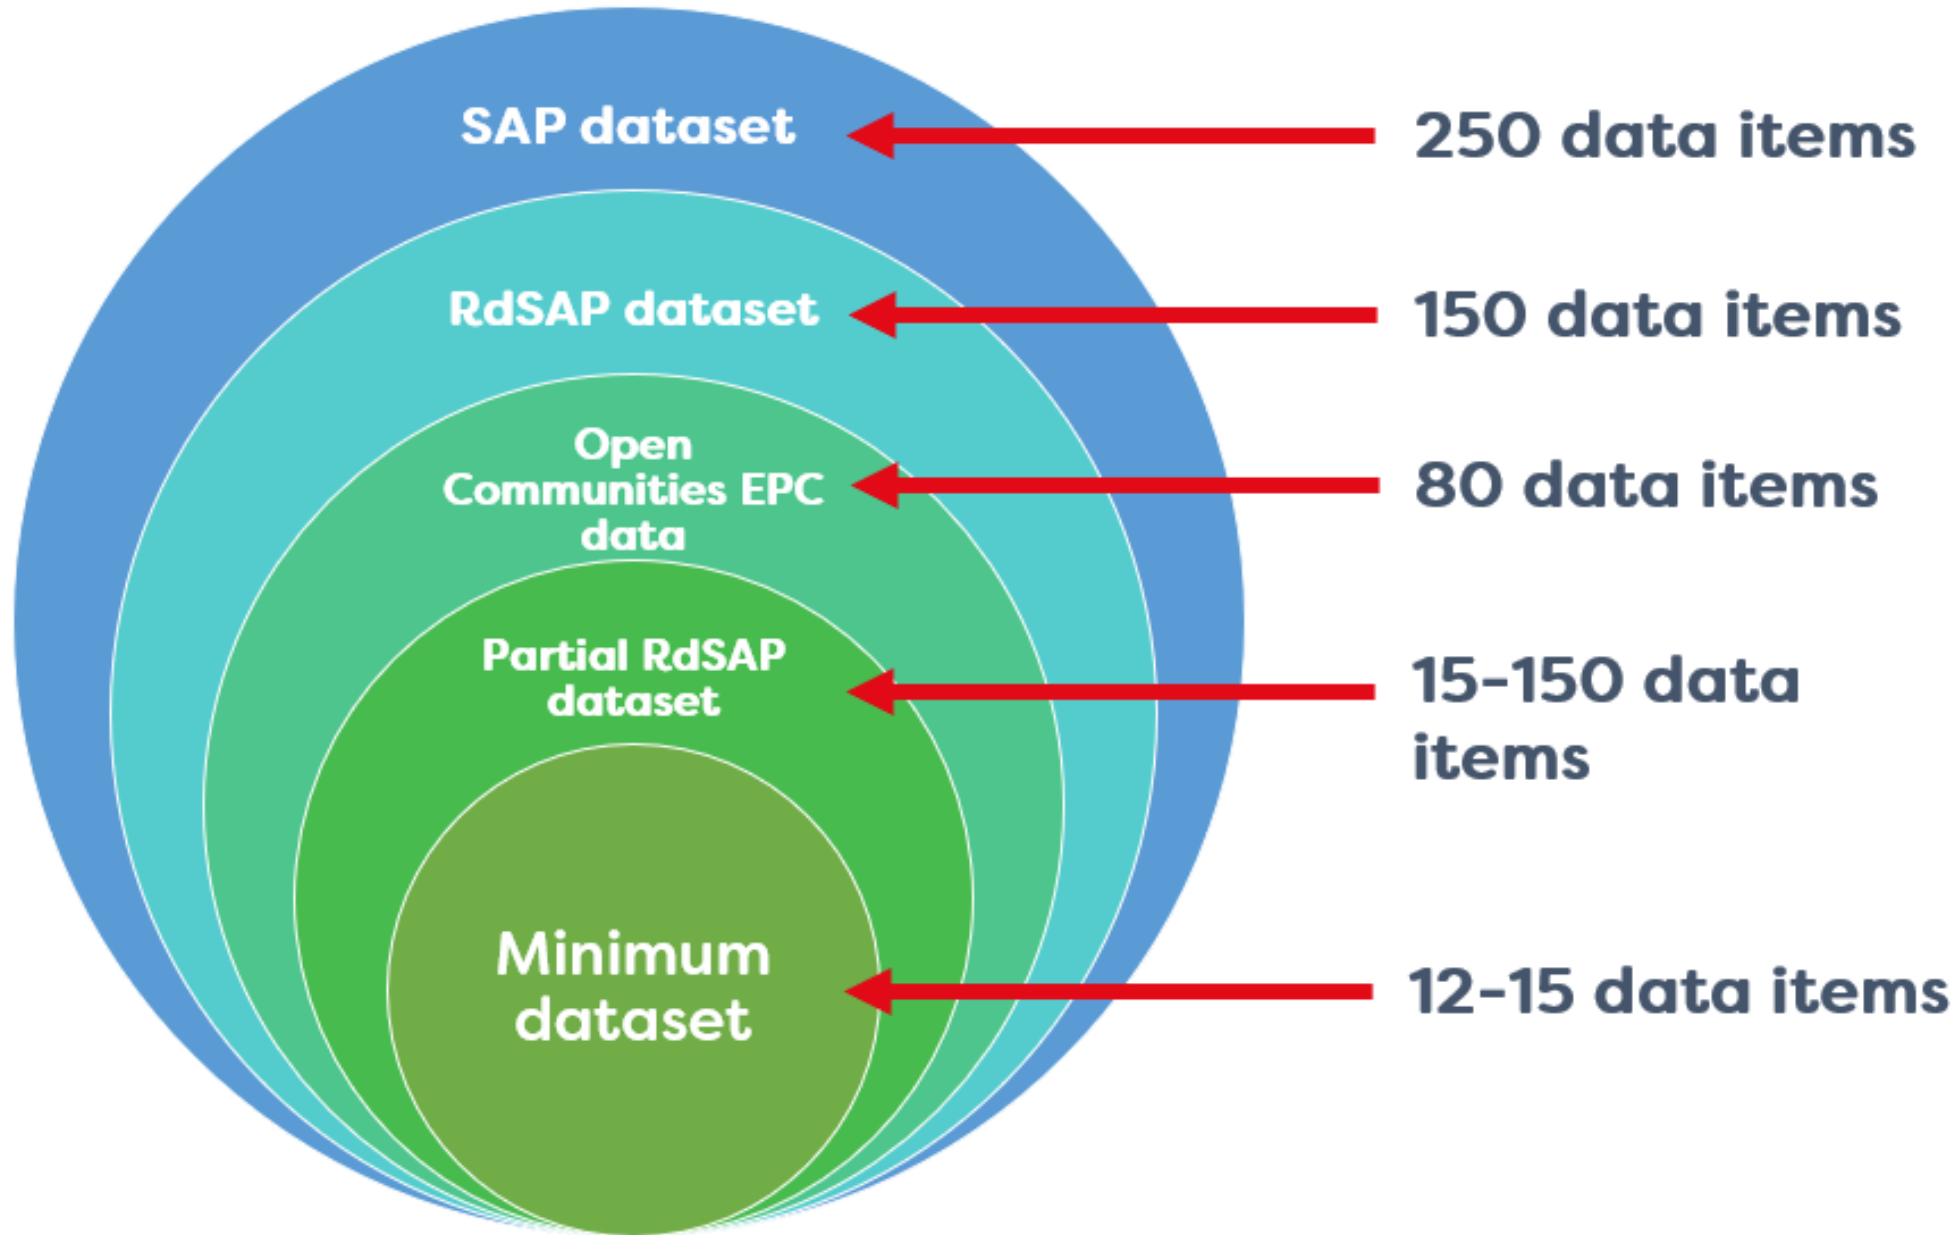 SAP dataset
250 data items
RdSAP dataset
150 data items
Open
Communities EPC
data
80 data items
Partial RdSAP
dataset
15-150 data
items
Minimum
dataset
12-15 data items